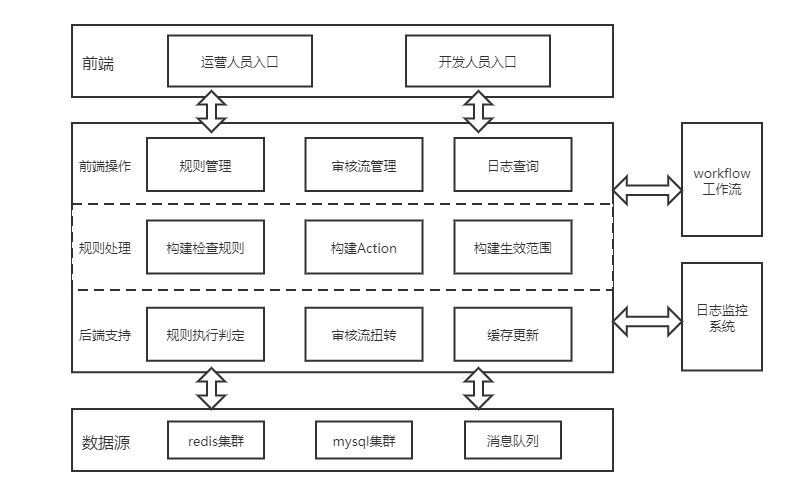 前端
运营人员入口
开发人员入口
前端操作
规则管理
审核流管理
日志查询
workflow
工作流
规则处理
构建检查规则
构建Action
构建生效范围
后端支持
规则执行判定
审核流扭转
缓存更新
日志监控
系统
数据源
redis集群
mysql集群
消息队列